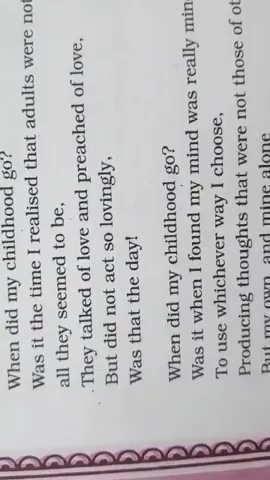 When did my childhood go?
Was it the time I realised that adults were not
all they seemed to be,
They talked of love and preached of love,
But did not act so lovingly,
Was that the day!
When did my childhood go?
Was it when I found my mind was really min
To use whichever way I choose,
Producing thoughts that were not those of ot
But my own, and mine alone